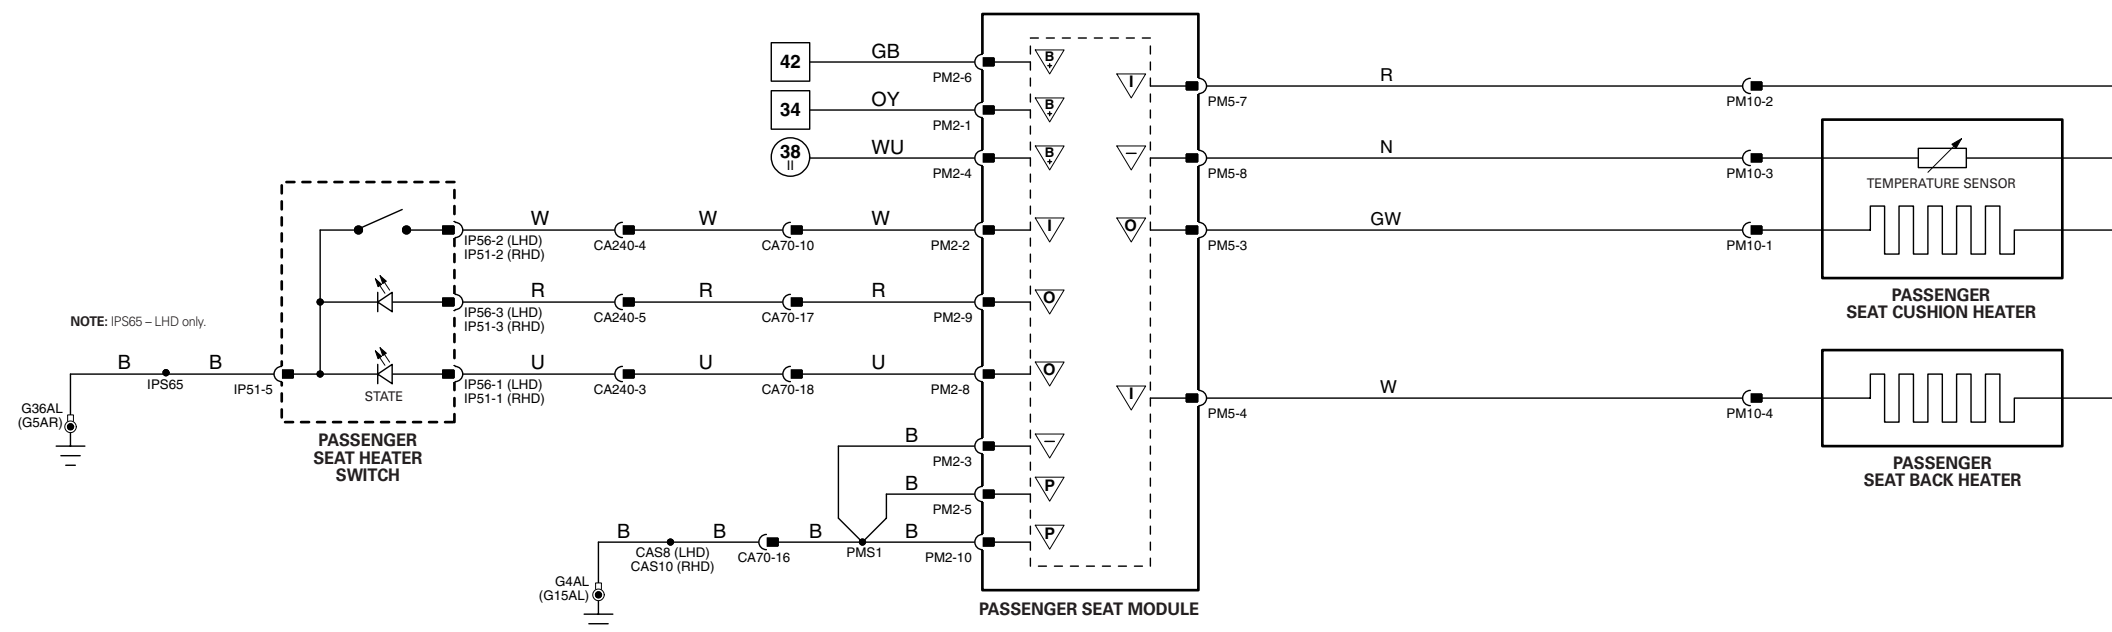 42
GB
PM2-6
B
+
34
OY
PM2-1
B
+
38
II
WU
PM2-4
B
+
I
PM5-7
R
PM10-2
–
PM5-8
N
PM10-3
TEMPERATURE SENSOR
O
PM5-3
GW
PM10-1
PASSENGER
SEAT CUSHION HEATER
W
IP56-2 (LHD)
IP51-2 (RHD)
CA240-4
W
CA70-10
W
PM2-2
I
R
IP56-3 (LHD)
IP51-3 (RHD)
CA240-5
R
CA70-17
R
PM2-9
O
NOTE: IPS65 – LHD only.
B
IPS65
B
IP51-5
G36AL
(G5AR)
STATE
U
IP56-1 (LHD)
IP51-1 (RHD)
CA240-3
U
CA70-18
U
PM2-8
O
PASSENGER
SEAT HEATER
SWITCH
I
PM5-4
W
PM10-4
PASSENGER
SEAT BACK HEATER
B
PM2-3
–
B
PM2-5
P
B
CAS8 (LHD)
CAS10 (RHD)
B
CA70-16
B
PMS1
B
PM2-10
P
G4AL
(G15AL)
PASSENGER SEAT MODULE